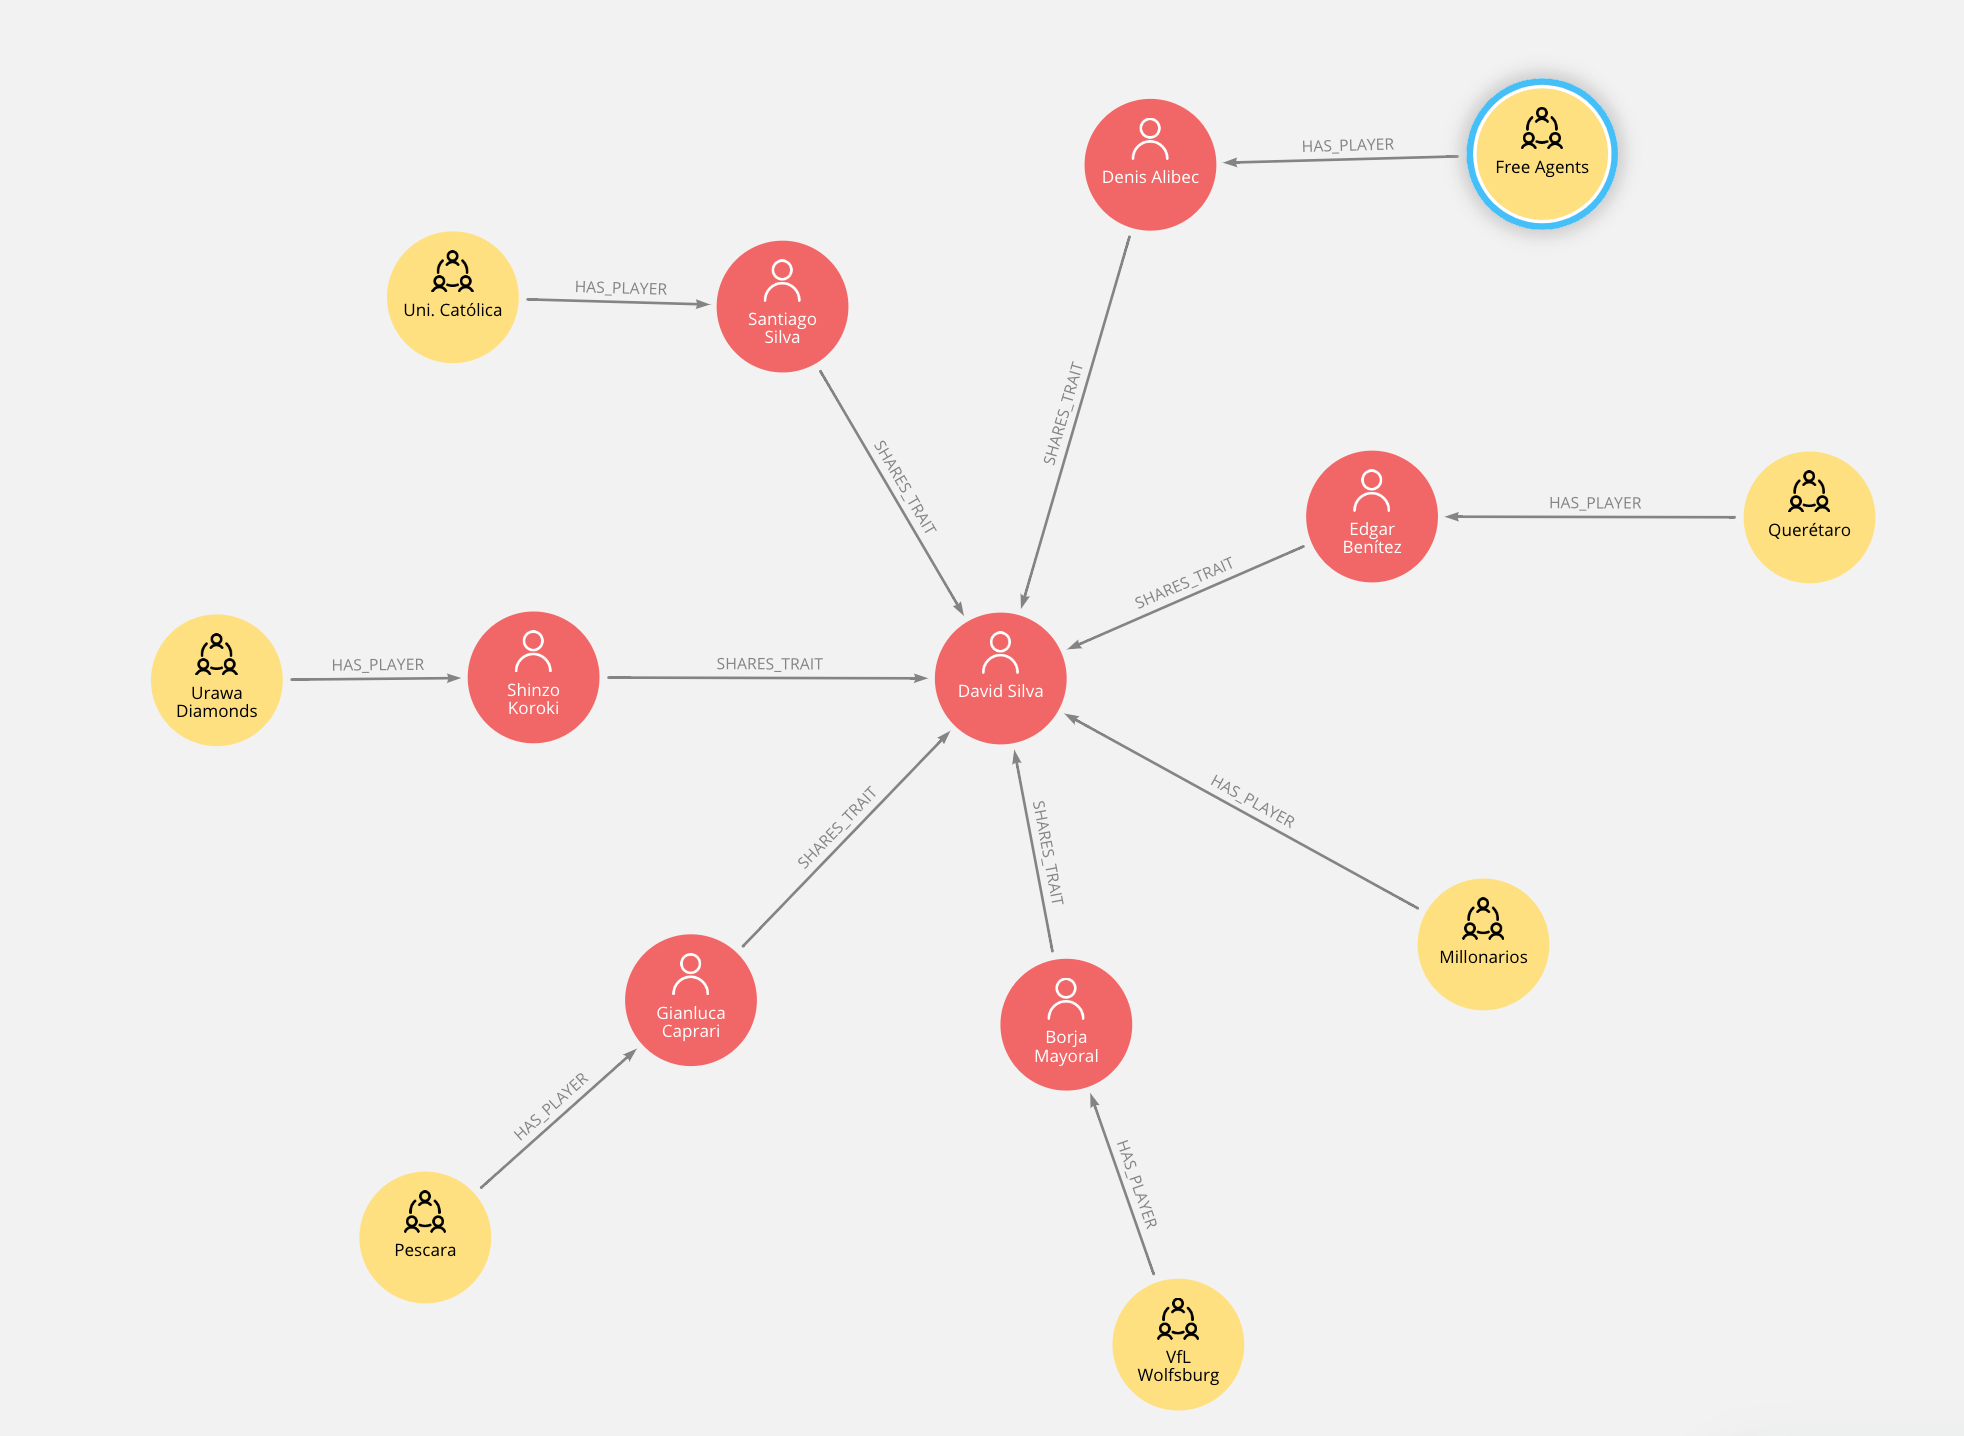 Denis Alibec
HAS_PLAYER
Free Agents
Uni. Católica
HAS_PLAYER
Santiago
Silva
SHARES_TRAIT
SHARES_TRAIT
Edgar
Benítez
HAS_PLAYER
Querétaro
SHARES_TRAIT
Urawa
Diamonds
HAS_PLAYER
Shinzo
Koroki
SHARES_TRAIT
David Silva
HAS_PLAYER
SHARES_TRAIT
SHARES_TRAIT
Millonarios
Gianluca
Caprari
Borja
Mayoral
HAS_PLAYER
HAS_PLAYER
Pescara
VfL
Wolfsburg